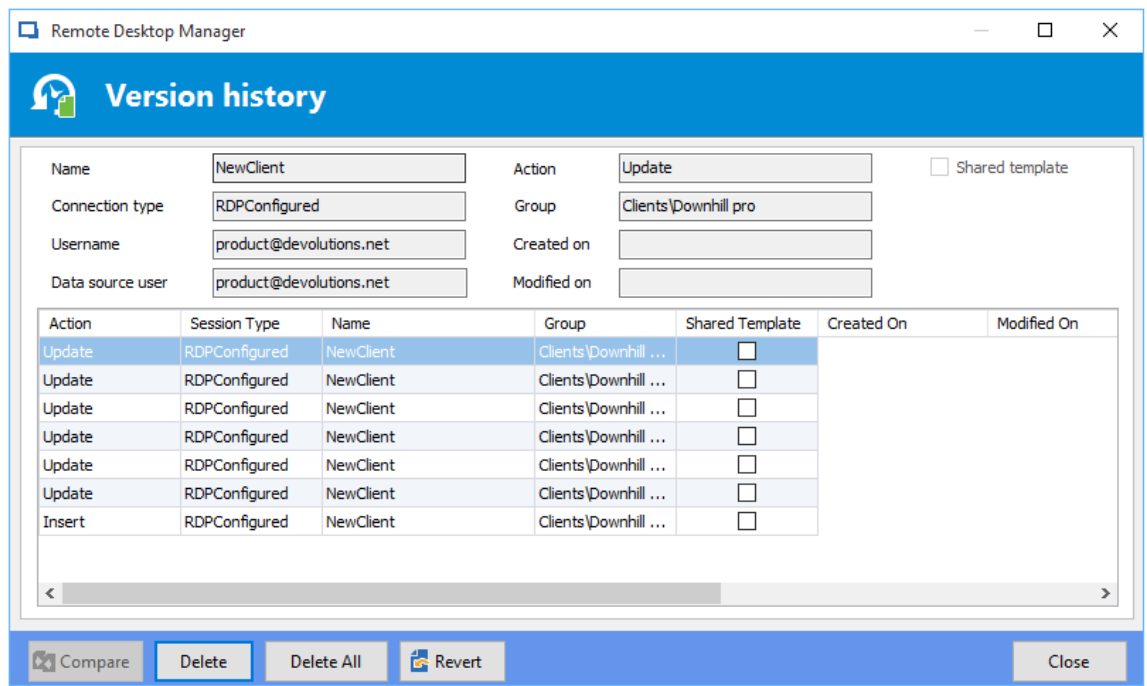 Remote Desktop Manager
Version history
Name NewClient Action Update Shared template
Connection type RDPConfigured Group Clients\Downhill pro
Username product@devolutions.net Created on
Data source user product@devolutions.net Modified on
Action Session Type Name Group Shared Template Created On Modified On
Update RDPConfigured NewClient Clients\Downhill ...
Update RDPConfigured NewClient Clients\Downhill ...
Update RDPConfigured NewClient Clients\Downhill ...
Update RDPConfigured NewClient Clients\Downhill ...
Update RDPConfigured NewClient Clients\Downhill ...
Update RDPConfigured NewClient Clients\Downhill ...
Insert RDPConfigured NewClient Clients\Downhill ...
Compare Delete Delete All Revert Close